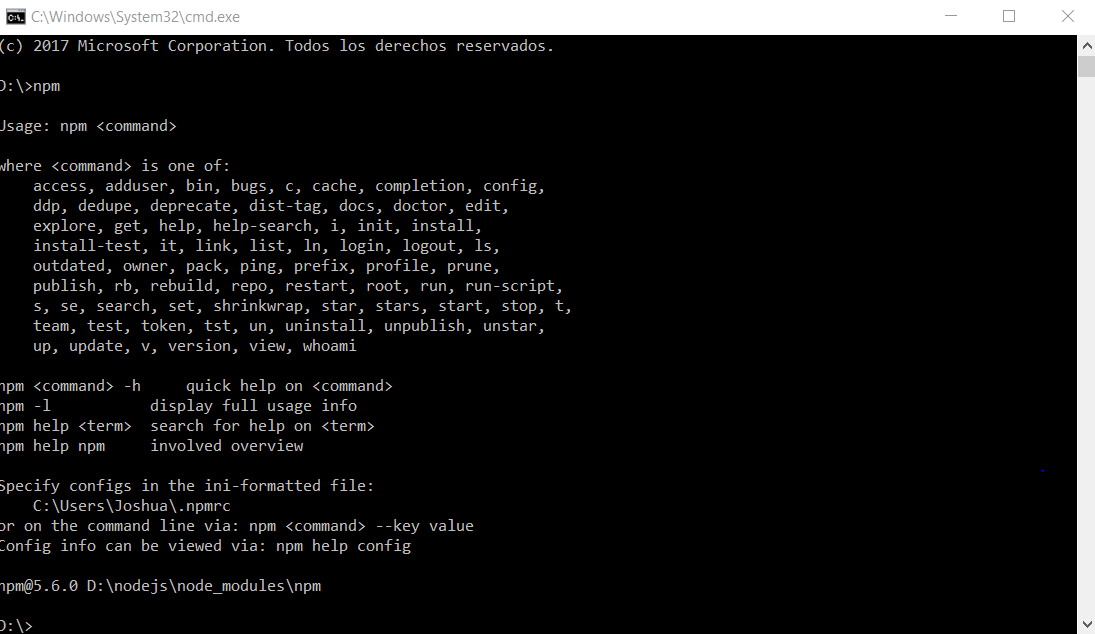 C:\Windows\System32\cmd.exe
(c) 2017 Microsoft Corporation. Todos los derechos reservados.
D:\>npm
Usage: npm <command>
where <command> is one of:
access, adduser, bin, bugs, c, cache, completion, config,
ddp, dedupe, deprecate, dist-tag, docs, doctor, edit,
explore, get, help, help-search, i, init, install,
install-test, it, link, list, ln, login, logout, ls,
outdated, owner, pack, ping, prefix, profile, prune,
publish, rb, rebuild, repo, restart, root, run, run-script,
s, se, search, set, shrinkwrap, star, stars, start, stop, t,
team, test, token, tst, un, uninstall, unpublish, unstar,
up, update, v, version, view, whoami
npm <command> -h     quick help on <command>
npm -l           display full usage info
npm help <term>  search for help on <term>
npm help npm     involved overview
Specify configs in the ini-formatted file:
C:\Users\Joshua\.npmrc
or on the command line via: npm <command> --key value
Config info can be viewed via: npm help config
npm@5.6.0 D:\nodejs\node_modules\npm
D:\>